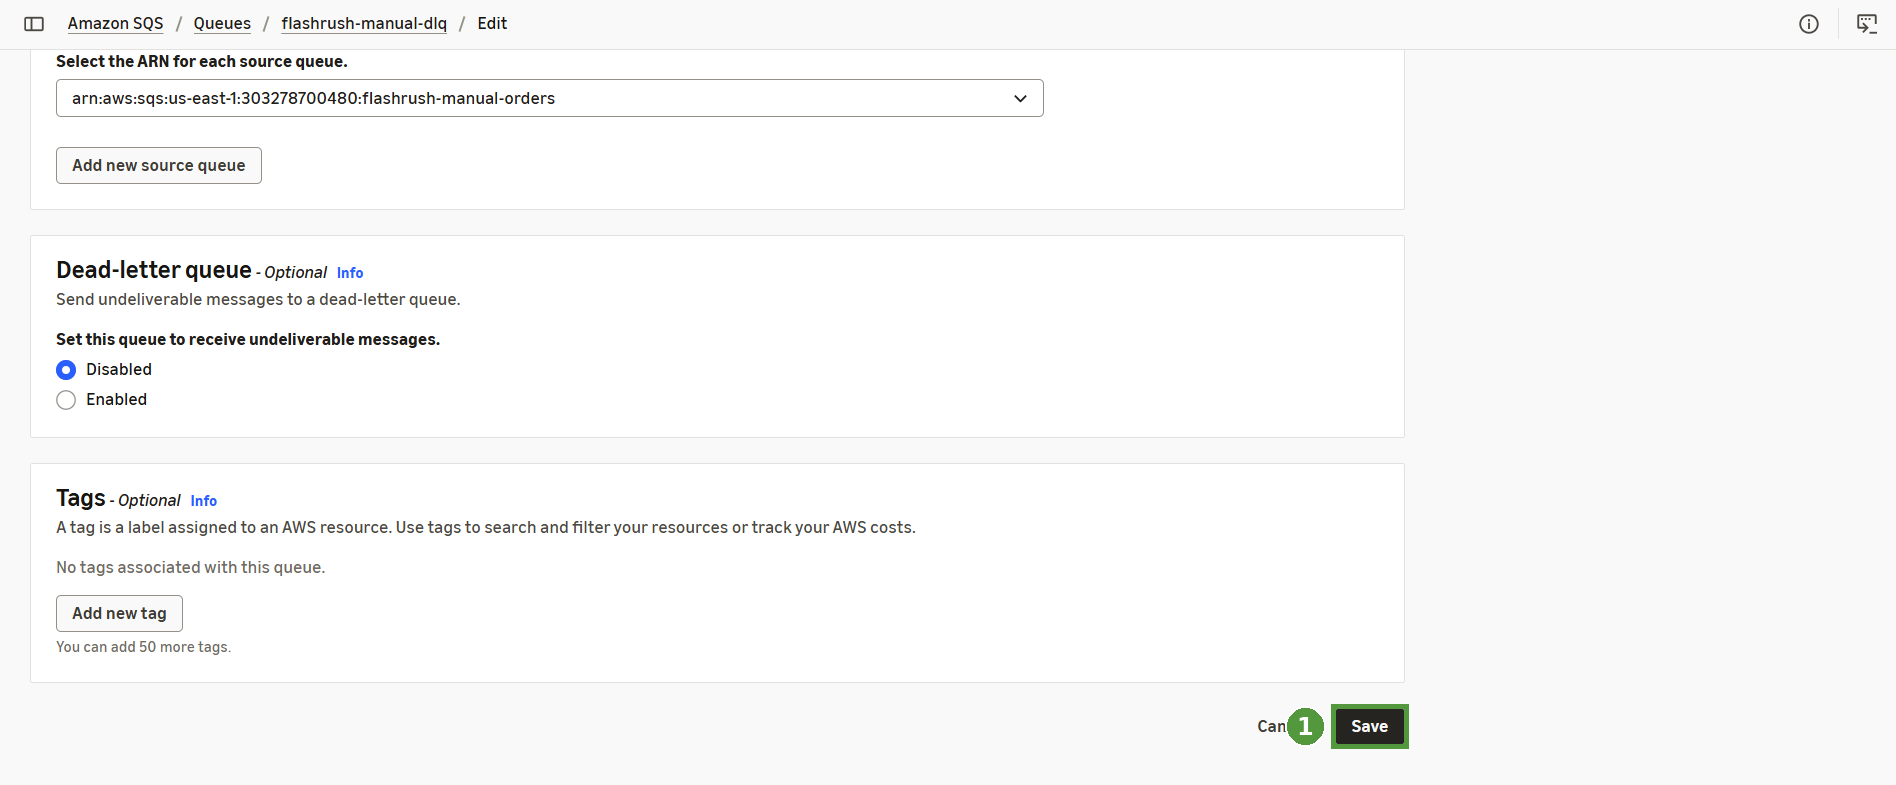 Amazon SQS / Queues / flashrush-manual-dlq / Edit
Select the ARN for each source queue.
arn:aws:sqs:us-east-1:303278700480:flashrush-manual-orders
Add new source queue
Dead-letter queue - Optional Info
Send undeliverable messages to a dead-letter queue.
Set this queue to receive undeliverable messages.
Disabled
Enabled
Tags - Optional Info
A tag is a label assigned to an AWS resource. Use tags to search and filter your resources or track your AWS costs.
No tags associated with this queue.
Add new tag
You can add 50 more tags.
Can 1 Save